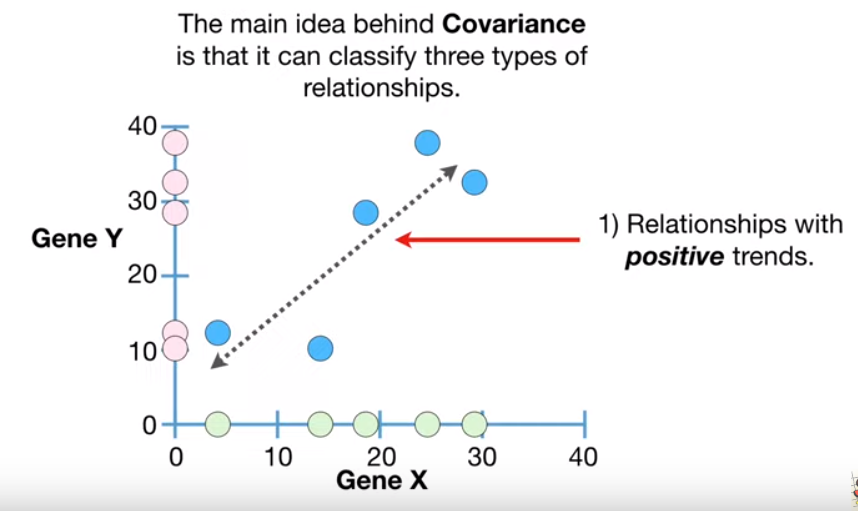 The main idea behind Covariance
is that it can classify three types of
relationships.
40
30
Gene Y
20
10
0
1) Relationships with
positive trends.
0 10 20 30 40
Gene X